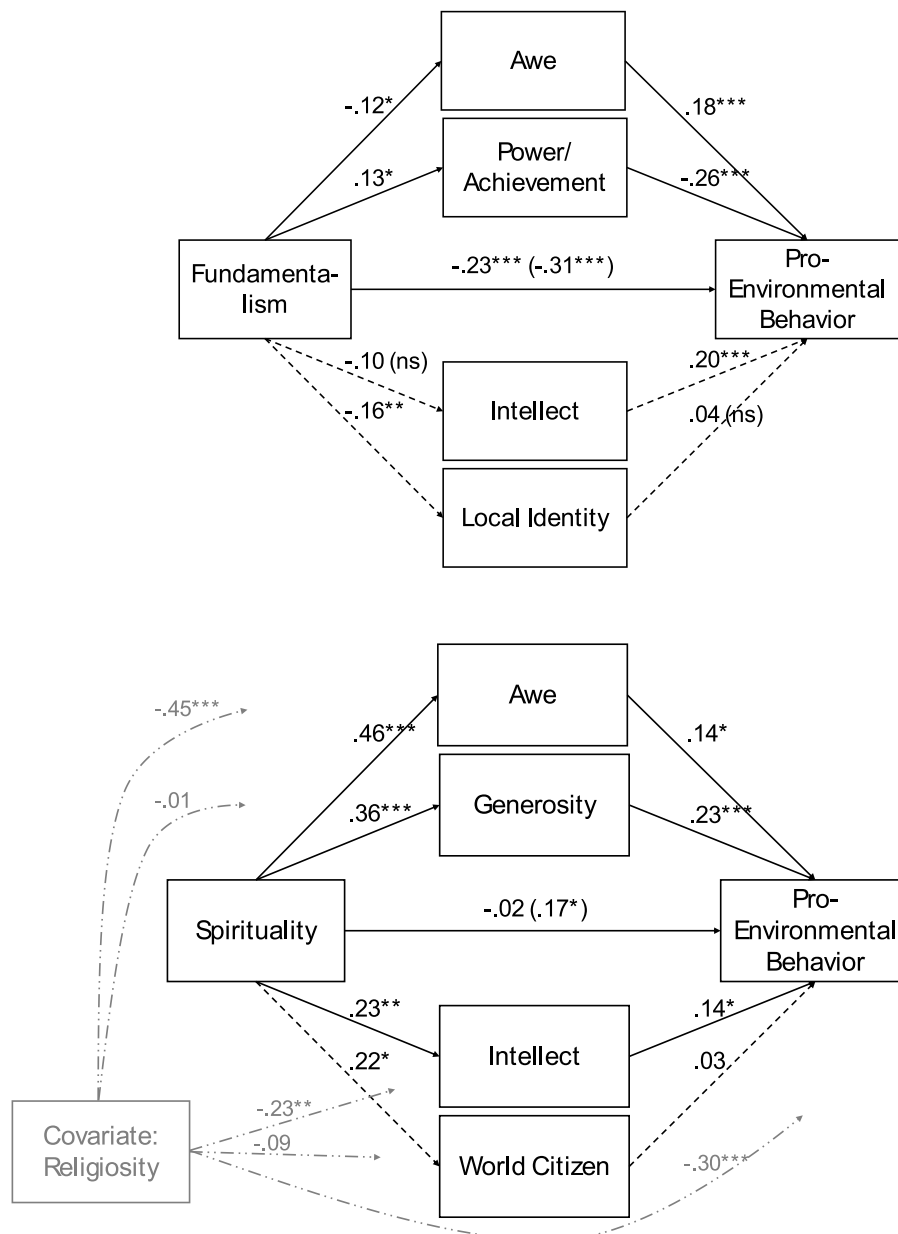 Awe
-.12*
.18***
Power/
Achievement
.13*
-.26***
Fundamenta-
lism
-.23*** (-.31***)
Pro-
Environmental
Behavior
-.10 (ns)
.20***
Intellect
-.16**
.04 (ns)
Local Identity
Awe
-.45***
.46***
.14*
-.01
Generosity
.36***
.23***
Spirituality
-.02 (.17*)
Pro-
Environmental
Behavior
.23**
.14*
Intellect
.22*
.03
-.23**
Covariate:
Religiosity
-.09
World Citizen
-.30***